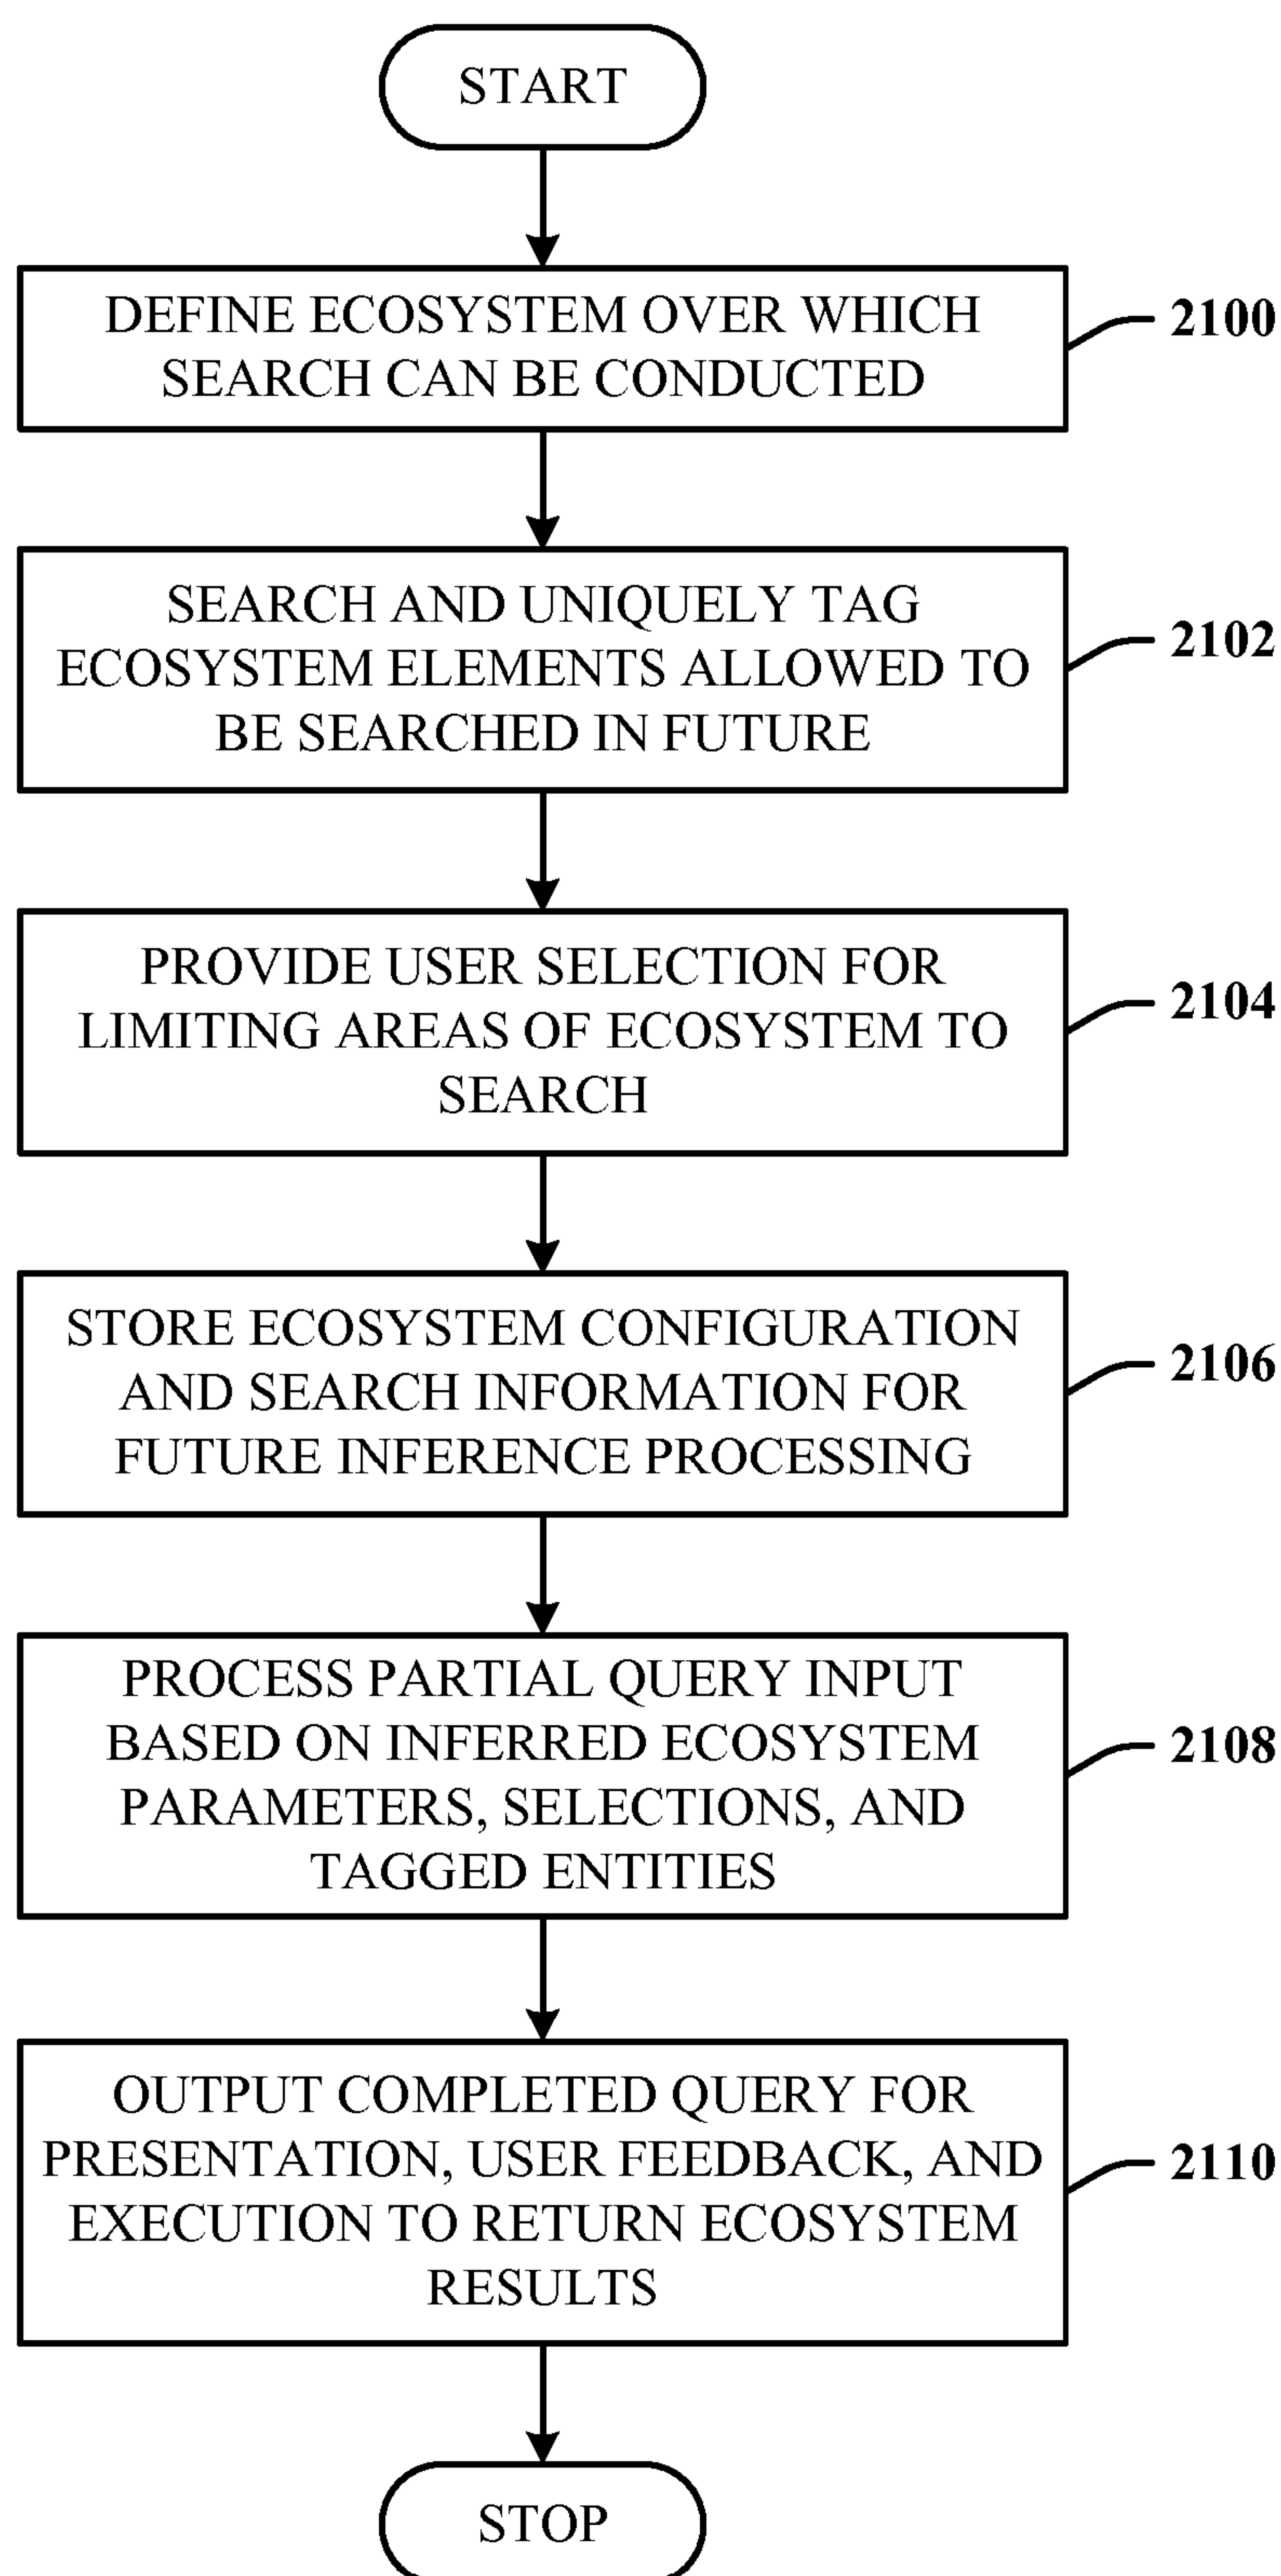 START
DEFINE ECOSYSTEM OVER WHICH
SEARCH CAN BE CONDUCTED
2100
SEARCH AND UNIQUELY TAG
ECOSYSTEM ELEMENTS ALLOWED TO
BE SEARCHED IN FUTURE
2102
PROVIDE USER SELECTION FOR
LIMITING AREAS OF ECOSYSTEM TO
SEARCH
2104
STORE ECOSYSTEM CONFIGURATION
AND SEARCH INFORMATION FOR
FUTURE INFERENCE PROCESSING
2106
PROCESS PARTIAL QUERY INPUT
BASED ON INFERRED ECOSYSTEM
PARAMETERS, SELECTIONS, AND
TAGGED ENTITIES
2108
OUTPUT COMPLETED QUERY FOR
PRESENTATION, USER FEEDBACK, AND
EXECUTION TO RETURN ECOSYSTEM
RESULTS
2110
STOP